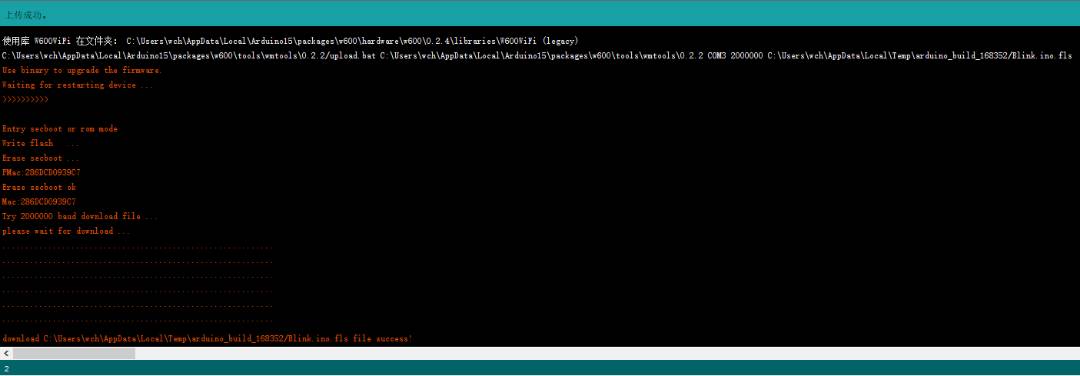 上传成功。
使用库 W600WiFi 在文件夹: C:\Users\wch\AppData\Local\Arduino15\packages\w600\hardware\w600\0.2.4\libraries\W600WiFi (legacy)
C:\Users\wch\AppData\Local\Arduino15\packages\w600\tools\wmtools\0.2.2/upload.bat C:\Users\wch\AppData\Local\Arduino15\packages\w600\tools\wmtools\0.2.2 COM3 2000000 C:\Users\wch\AppData\Local\Temp\arduino_build_168352/Blink.ino.fls
Use binary to upgrade the firmware.
Waiting for restarting device ...
>>>>>>>>>>
Entry secboot or rom mode
Write flash ...
Erase secboot ...
FMac:286DCD0939C7
Erase secboot ok
Mac:286DCD0939C7
Try 2000000 baud download file ...
please wait for download ...
............................................................
............................................................
............................................................
............................................................
............................................................
............................................................
download C:\Users\wch\AppData\Local\Temp\arduino_build_168352/Blink.ino.fls file success!
2